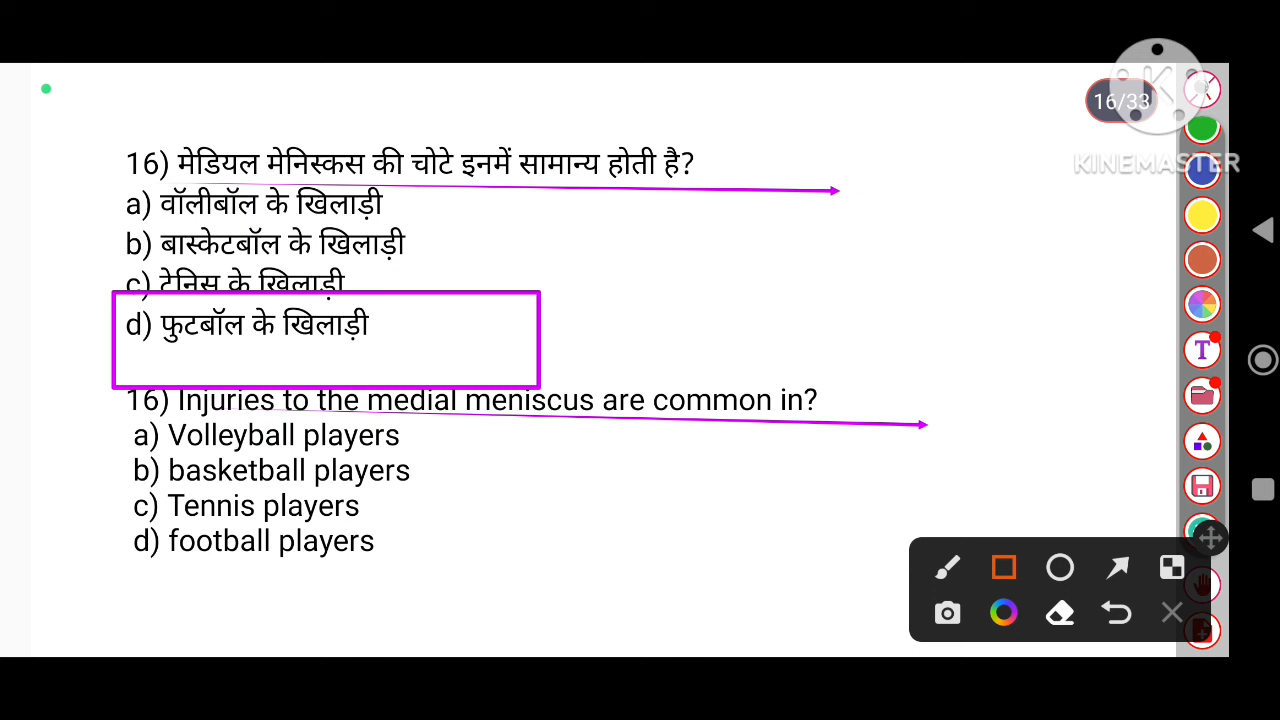 16/33
KINEMASTER
16) मेडियल मेनिस्कस की चोटे इनमें सामान्य होती है?
a) वॉलीबॉल के खिलाड़ी
b) बास्केटबॉल के खिलाड़ी
c) टेनिस के खिलाड़ी
d) फुटबॉल के खिलाड़ी
16) Injuries to the medial meniscus are common in?
a) Volleyball players
b) basketball players
c) Tennis players
d) football players
T